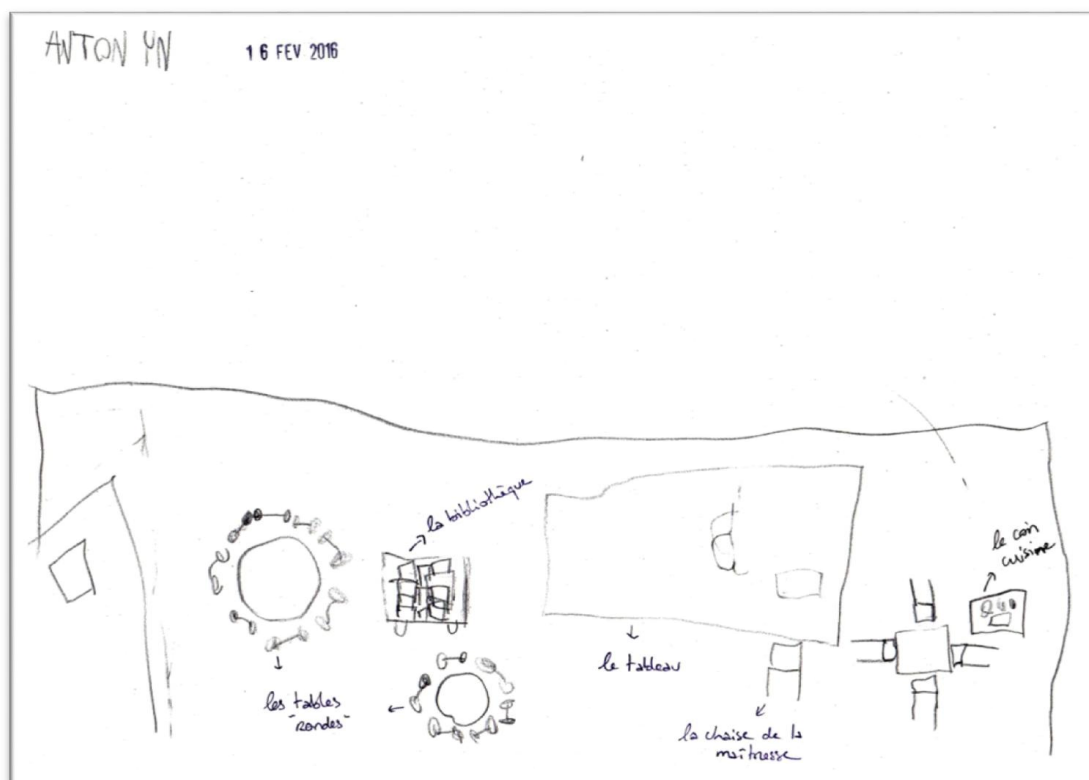 ANTON YN
16 FEV 2016
la bibliothèque
le coin
cuisine
le tableau
les tables
"rondes"
la chaise de la
maîtresse